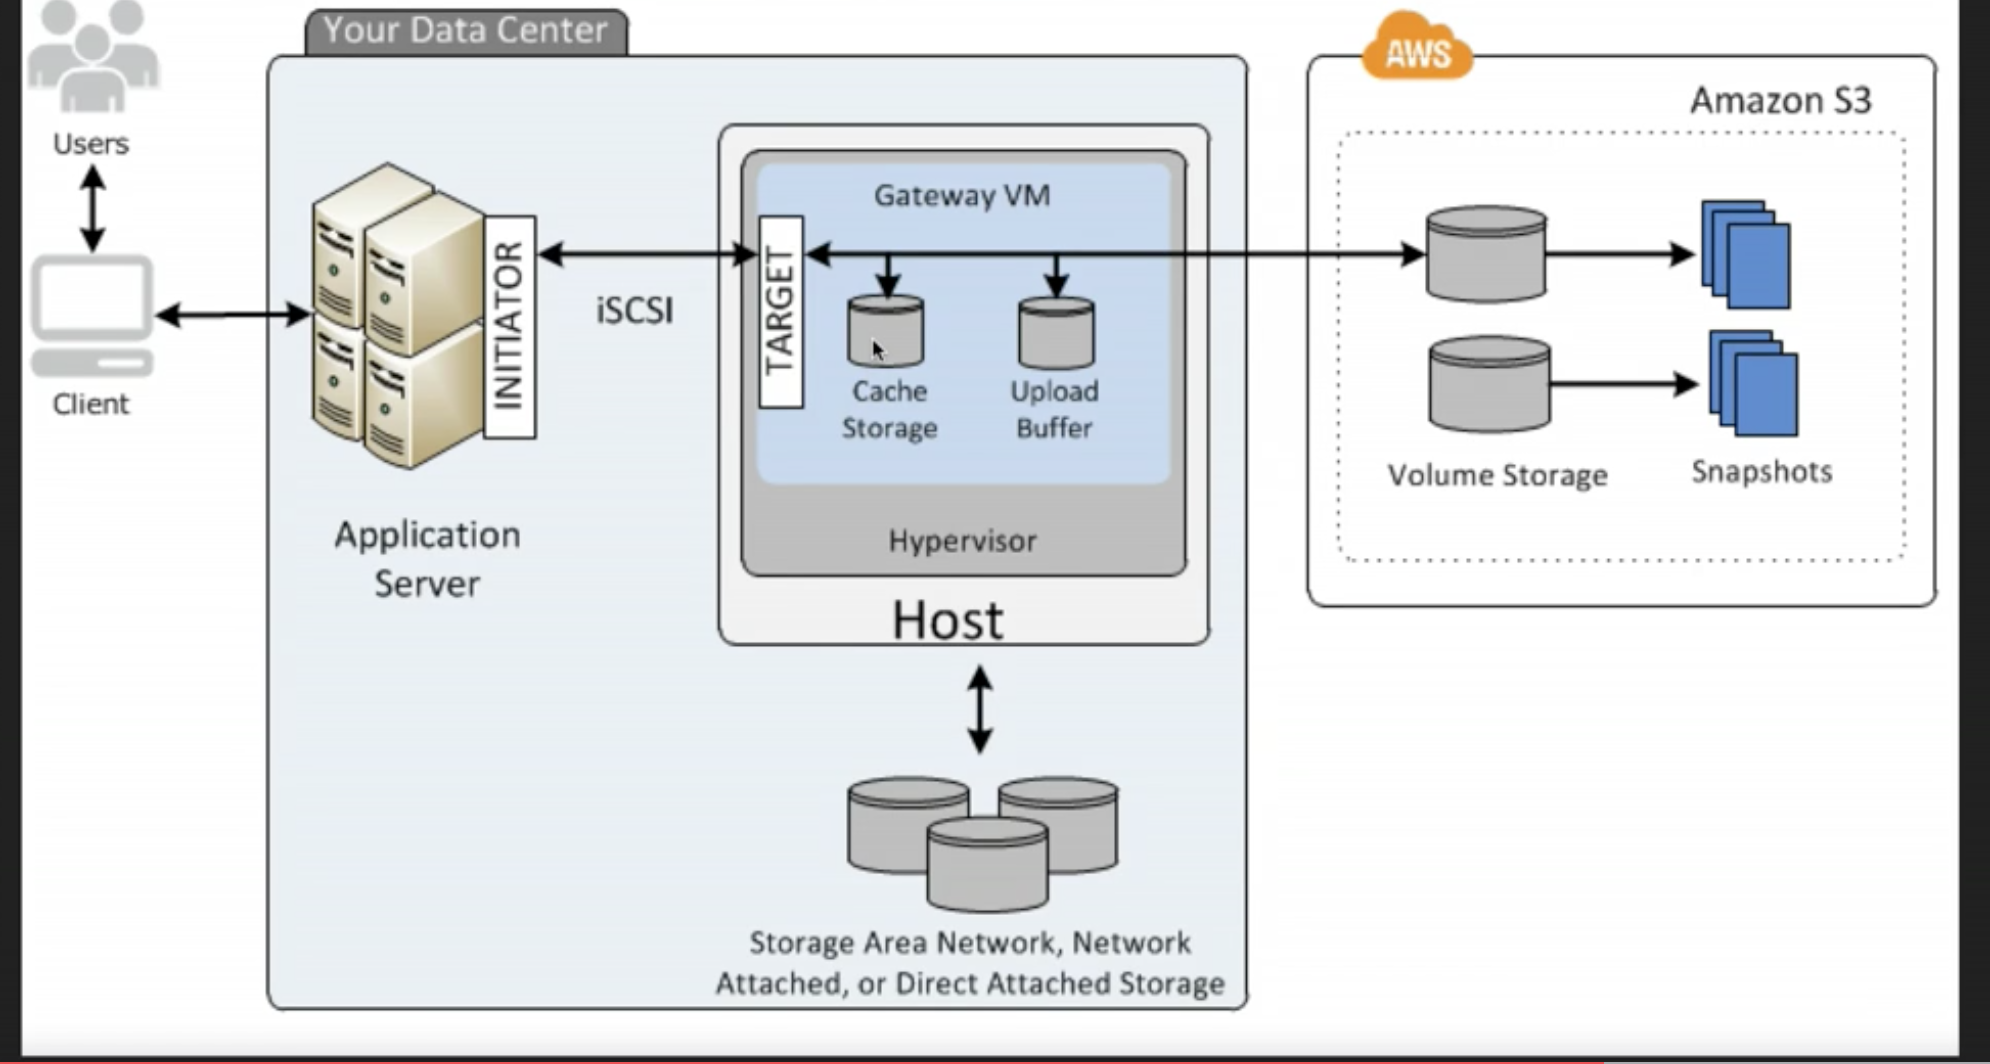 Your Data Center
AWS
Amazon S3
Users
Client
INITIATOR
iSCSI
Application
Server
Gateway VM
TARGET
Cache
Storage
Upload
Buffer
Hypervisor
Host
Storage Area Network, Network
Attached, or Direct Attached Storage
Volume Storage
Snapshots